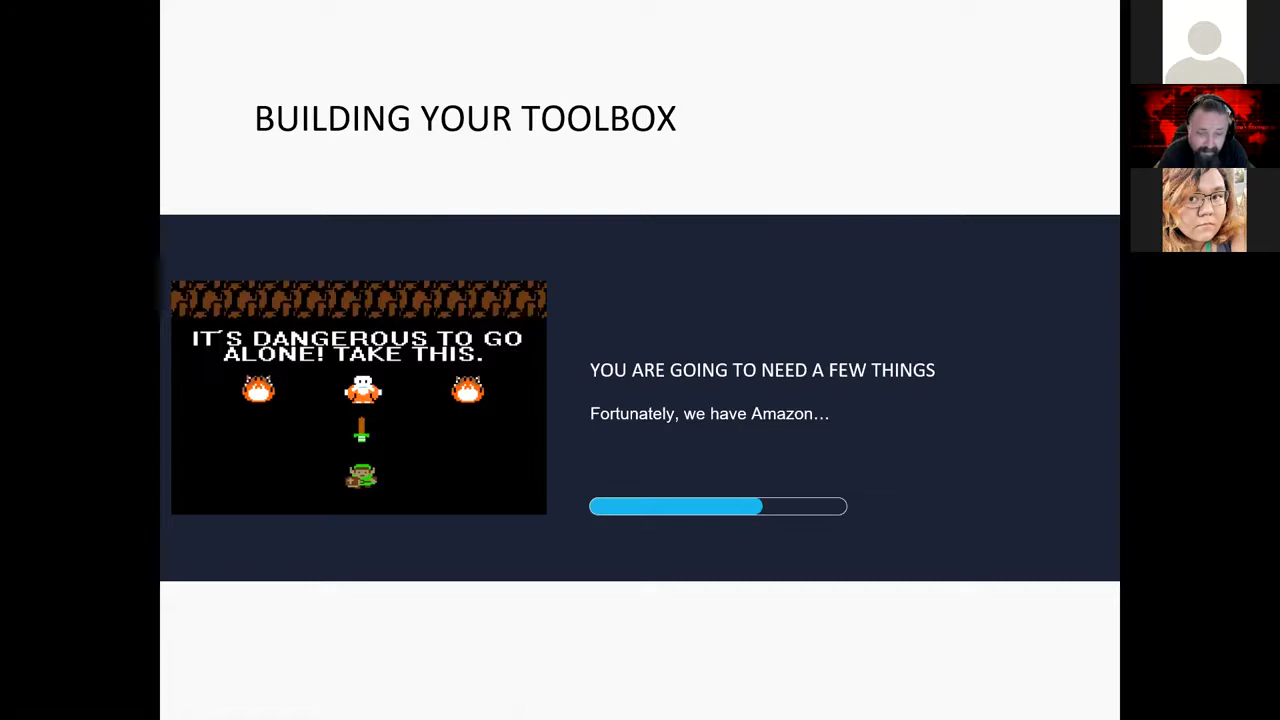 BUILDING YOUR TOOLBOX
IT'S DANGEROUS TO GO
ALONE! TAKE THIS.
YOU ARE GOING TO NEED A FEW THINGS
Fortunately, we have Amazon…